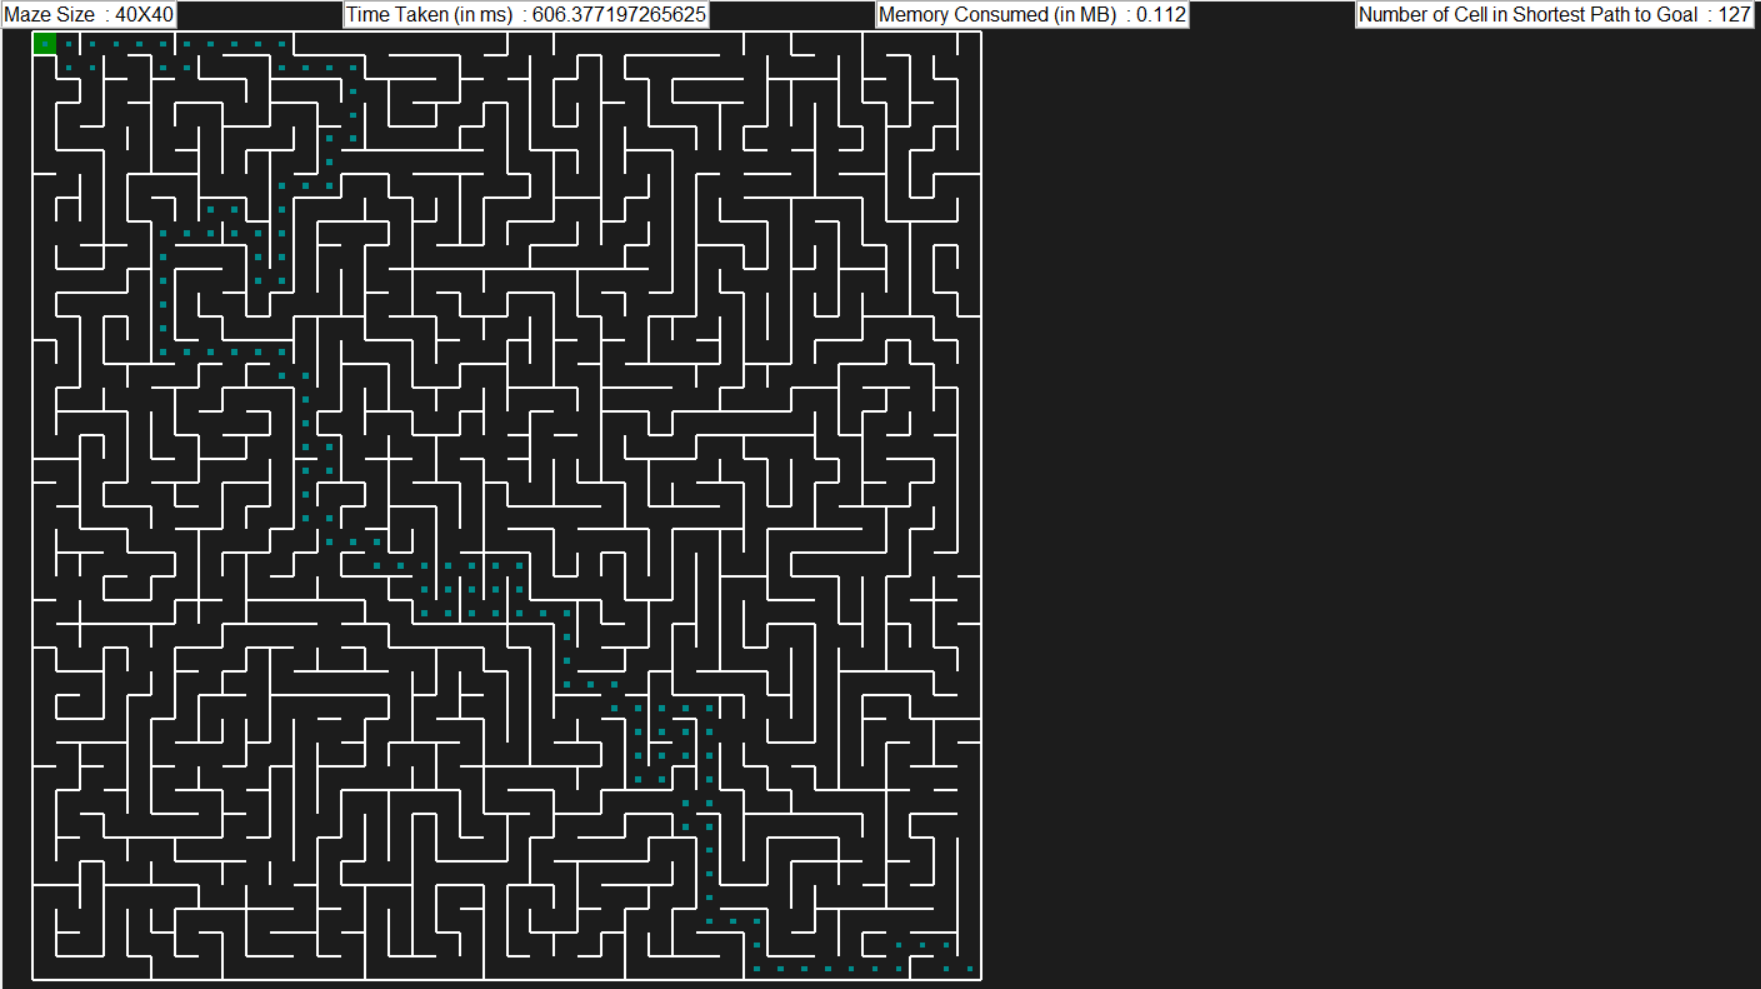 Maze Size : 40X40
Time Taken (in ms) : 606.377197265625
Memory Consumed (in MB) : 0.112
Number of Cell in Shortest Path to Goal : 127